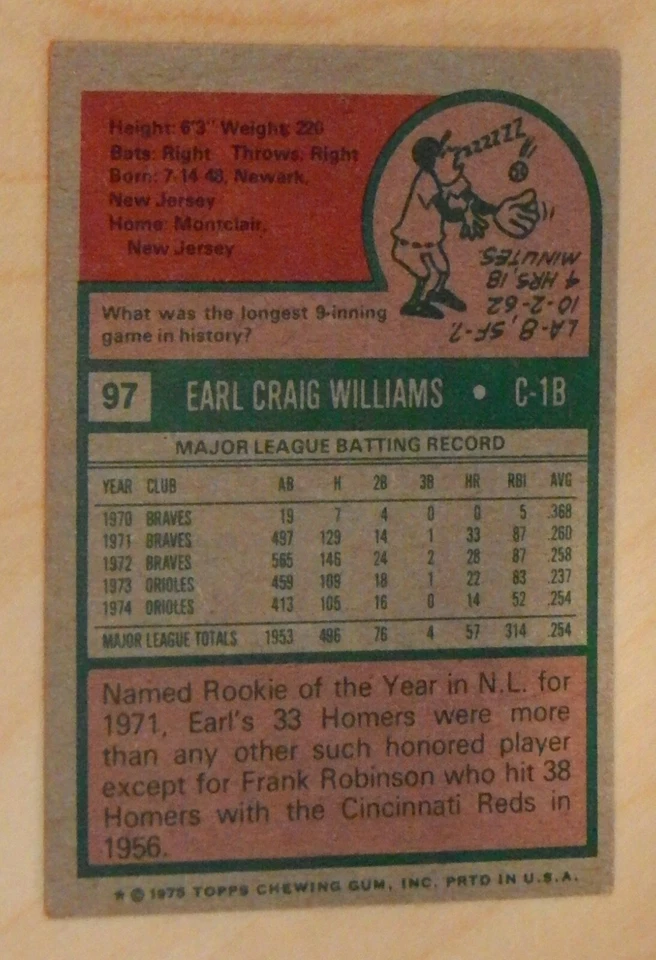 Height: 6'3" Weight: 220
Bats: Right Throws: Right
Born: 7-14-48, Newark,
New Jersey
Home: Montclair,
New Jersey
ZZZZZZZ
What was the longest 9-inning
game in history?
LA-8, SF-7,
10-2-62
4 HRS, 18
MINUTES
97 EARL CRAIG WILLIAMS • C-1B
MAJOR LEAGUE BATTING RECORD
YEAR CLUB AB H 2B 3B HR RBI AVG
1970 BRAVES 19 7 4 0 0 5 .368
1971 BRAVES 497 129 14 1 33 87 .260
1972 BRAVES 565 146 24 2 28 87 .258
1973 ORIOLES 459 109 18 1 22 83 .237
1974 ORIOLES 413 105 16 0 14 52 .254
MAJOR LEAGUE TOTALS 1953 496 76 4 57 314 .254
Named Rookie of the Year in N.L. for
1971, Earl's 33 Homers were more
than any other such honored player
except for Frank Robinson who hit 38
Homers with the Cincinnati Reds in
1956.
* © 1975 TOPPS CHEWING GUM, INC. PRTD IN U.S.A.